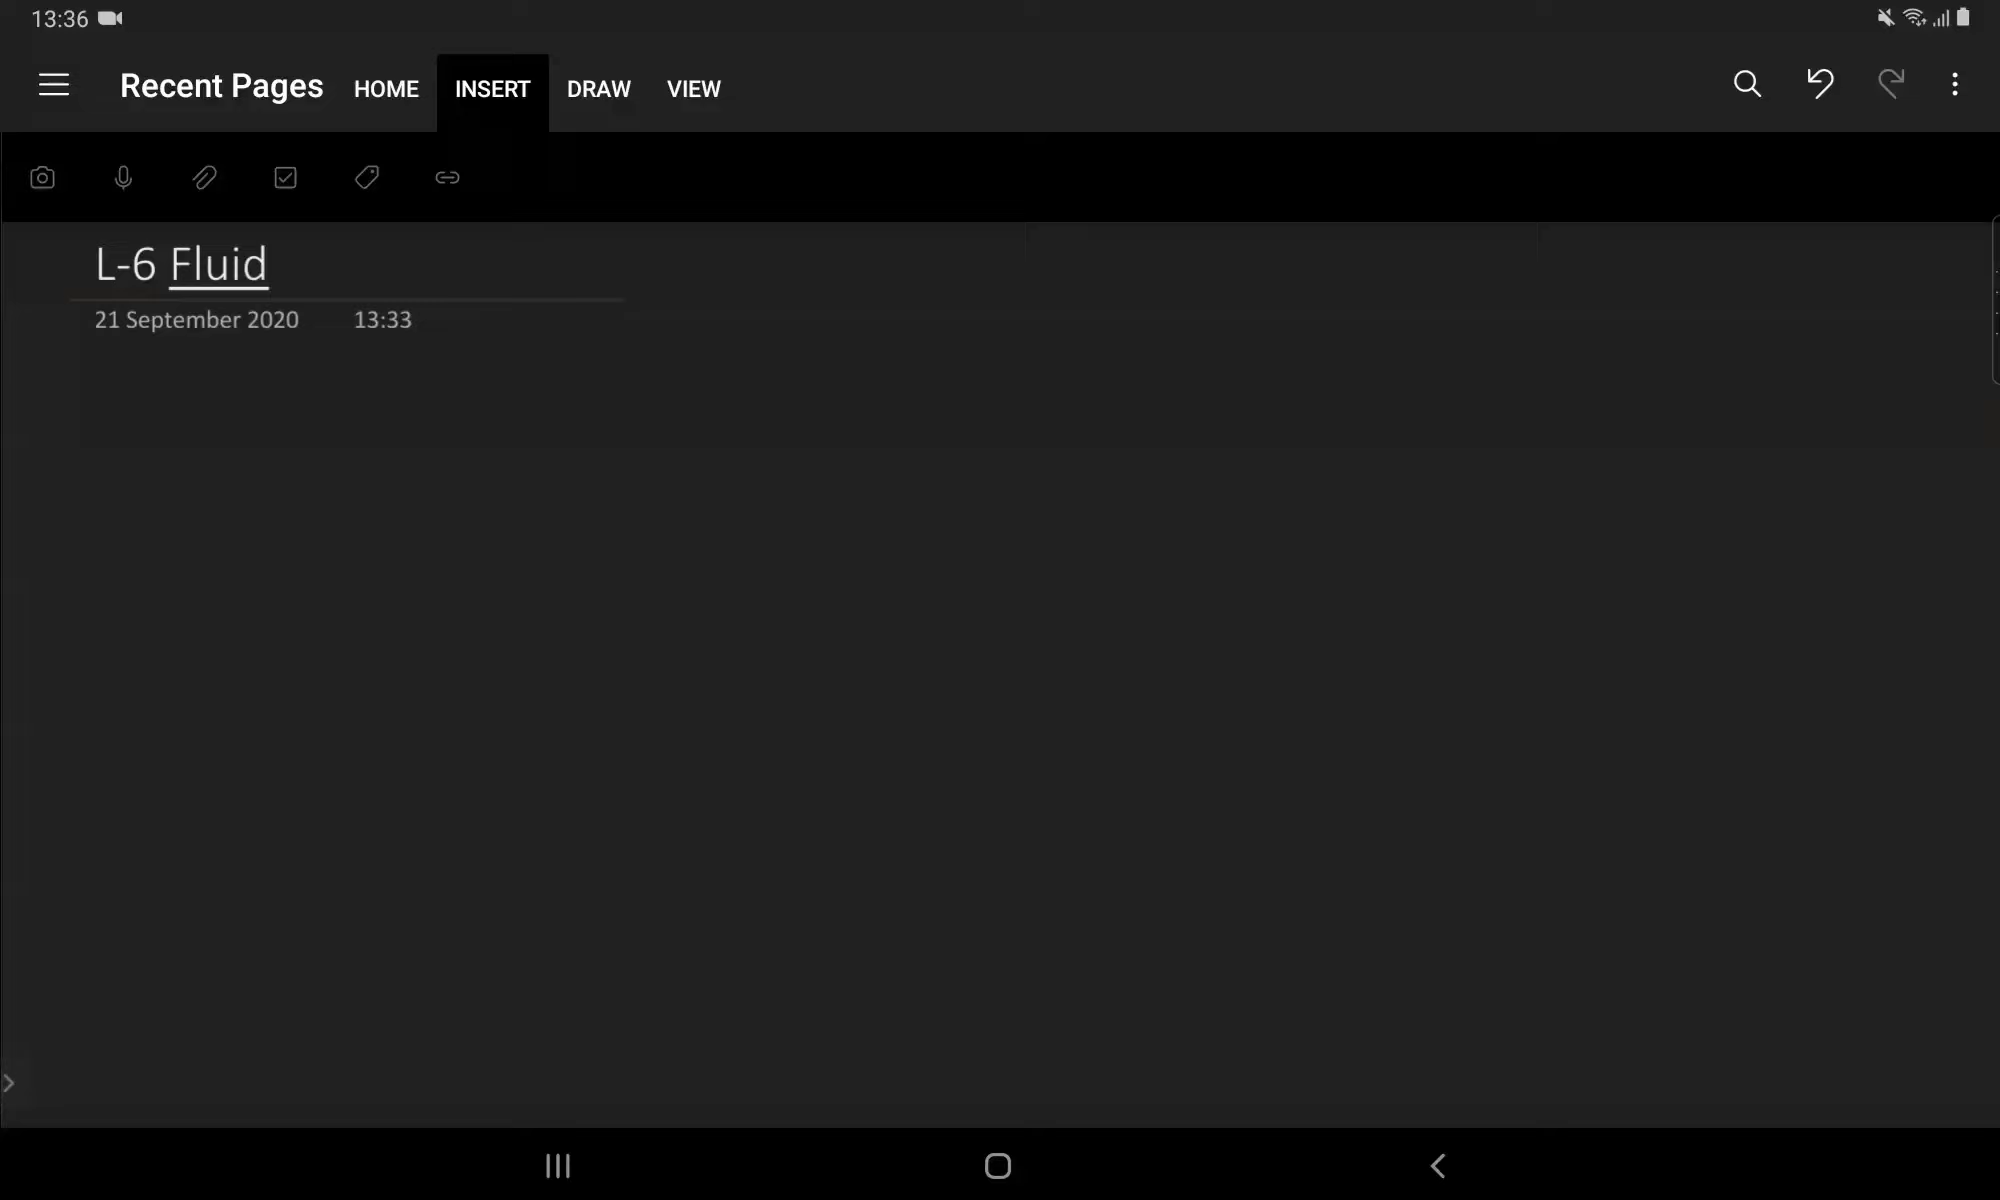 13:36
Recent Pages HOME INSERT DRAW VIEW
L-6 Fluid
21 September 2020 13:33